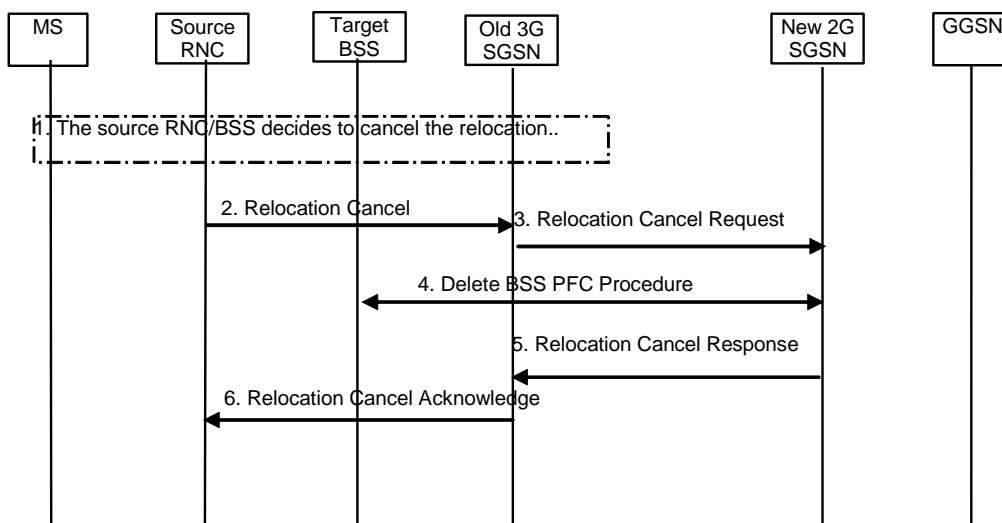 MS
Source
RNC
Target
BSS
Old 3G
SGSN
New 2G
SGSN
GGSN
1. The source RNC/BSS decides to cancel the relocation..
2. Relocation Cancel
3. Relocation Cancel Request
4. Delete BSS PFC Procedure
5. Relocation Cancel Response
6. Relocation Cancel Acknowledge